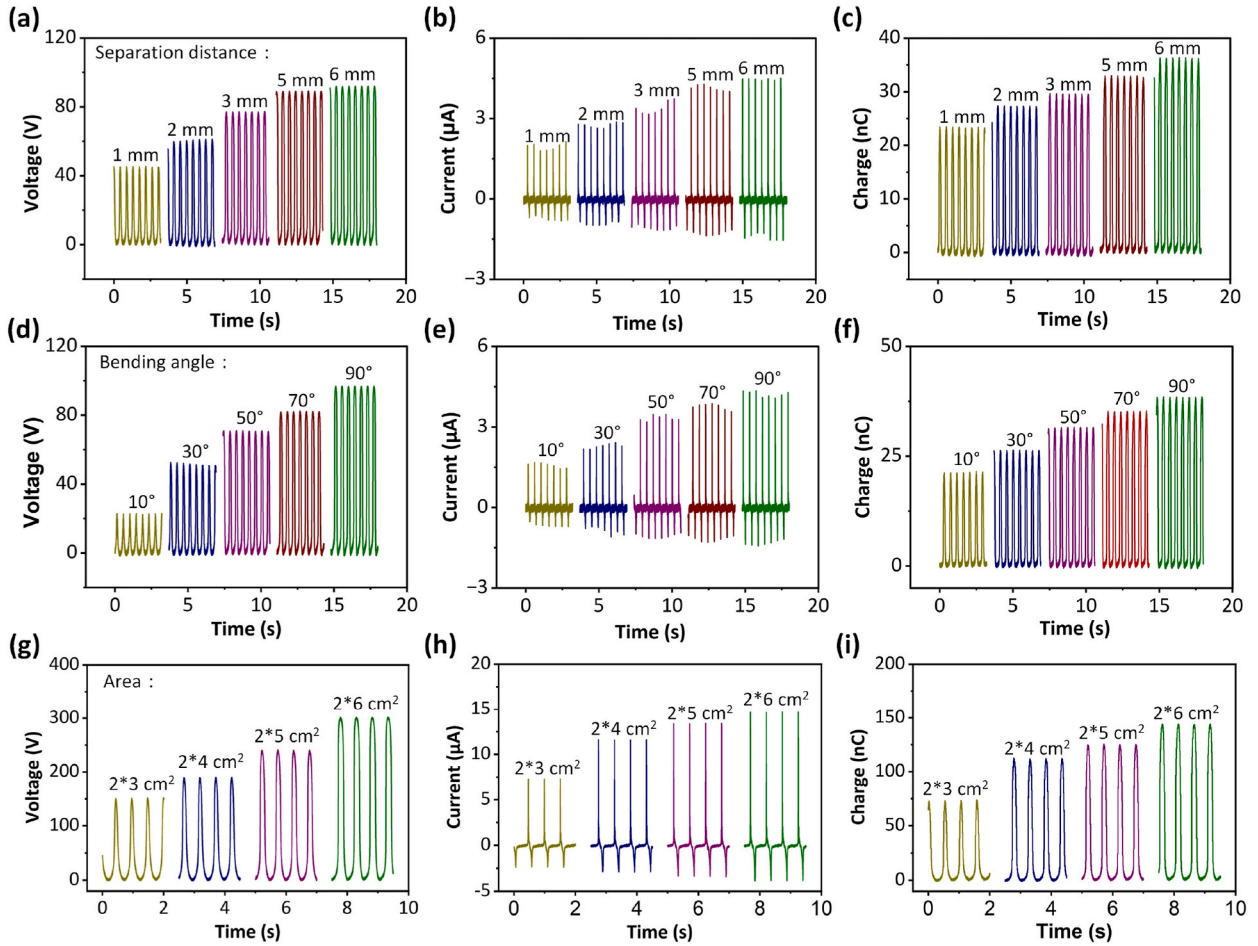 (a)
120
80
40
0
Voltage (V)
Separation distance :
1 mm
2 mm
3 mm
5 mm
6 mm
0 5 10 15 20
Time (s)
(b)
6
3
0
−3
Current (μA)
1 mm
2 mm
3 mm
5 mm
6 mm
0 5 10 15 20
Time (s)
(c)
40
30
20
10
0
Charge (nC)
1 mm
2 mm
3 mm
5 mm
6 mm
0 5 10 15 20
Time (s)
(d)
120
80
40
0
Voltage (V)
Bending angle :
10°
30°
50°
70°
90°
0 5 10 15 20
Time (s)
(e)
6
3
0
−3
Current (μA)
10°
30°
50°
70°
90°
0 5 10 15 20
Time (s)
(f)
50
25
0
Charge (nC)
10°
30°
50°
70°
90°
0 5 10 15 20
Time (s)
(g)
400
300
200
100
0
Voltage (V)
Area :
2*3 cm²
2*4 cm²
2*5 cm²
2*6 cm²
0 2 4 6 8 10
Time (s)
(h)
20
15
10
5
0
-5
Current (μA)
2*3 cm²
2*4 cm²
2*5 cm²
2*6 cm²
0 2 4 6 8 10
Time (s)
(i)
200
150
100
50
0
Charge (nC)
2*3 cm²
2*4 cm²
2*5 cm²
2*6 cm²
0 2 4 6 8 10
Time (s)